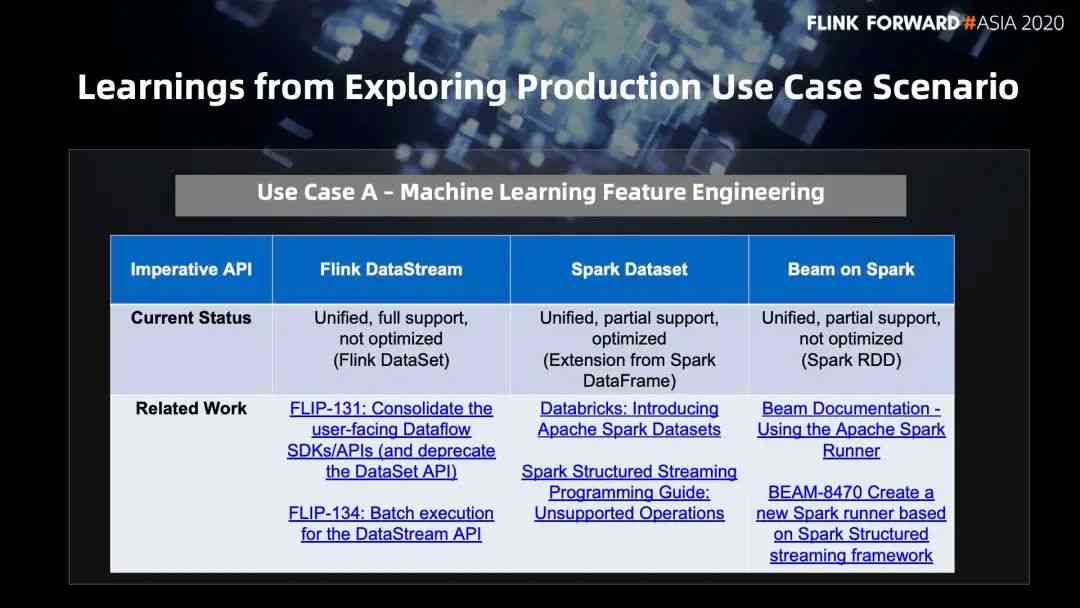 FLINK FORWARD#ASIA 2020
Learnings from Exploring Production Use Case Scenario
Use Case A – Machine Learning Feature Engineering
Imperative API
Flink DataStream
Spark Dataset
Beam on Spark
Current Status
Unified, full support,
not optimized
(Flink DataSet)
Unified, partial support,
optimized
(Extension from Spark
DataFrame)
Unified, partial support,
not optimized
(Spark RDD)
Related Work
FLIP-131: Consolidate the
user-facing Dataflow
SDKs/APIs (and deprecate
the DataSet API)
FLIP-134: Batch execution
for the DataStream API
Databricks: Introducing
Apache Spark Datasets
Spark Structured Streaming
Programming Guide:
Unsupported Operations
Beam Documentation -
Using the Apache Spark
Runner
BEAM-8470 Create a
new Spark runner based
on Spark Structured
streaming framework